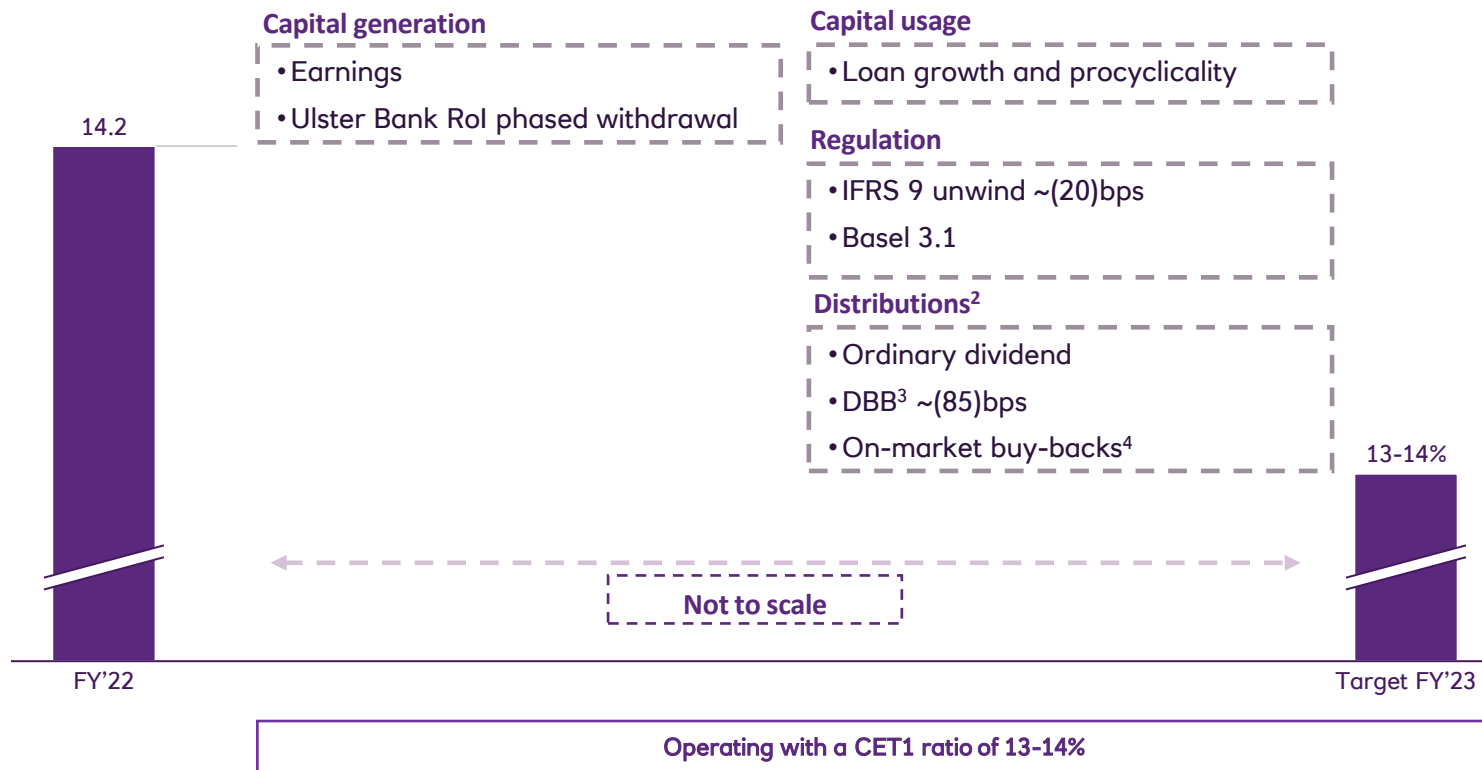 Capital generation
• Earnings
• Ulster Bank RoI phased withdrawal
Capital usage
• Loan growth and procyclicality
Regulation
• IFRS 9 unwind ~(20)bps
• Basel 3.1
Distributions²
• Ordinary dividend
• DBB³ ~(85)bps
• On-market buy-backs⁴
14.2
13-14%
Not to scale
FY'22
Target FY'23
Operating with a CET1 ratio of 13-14%